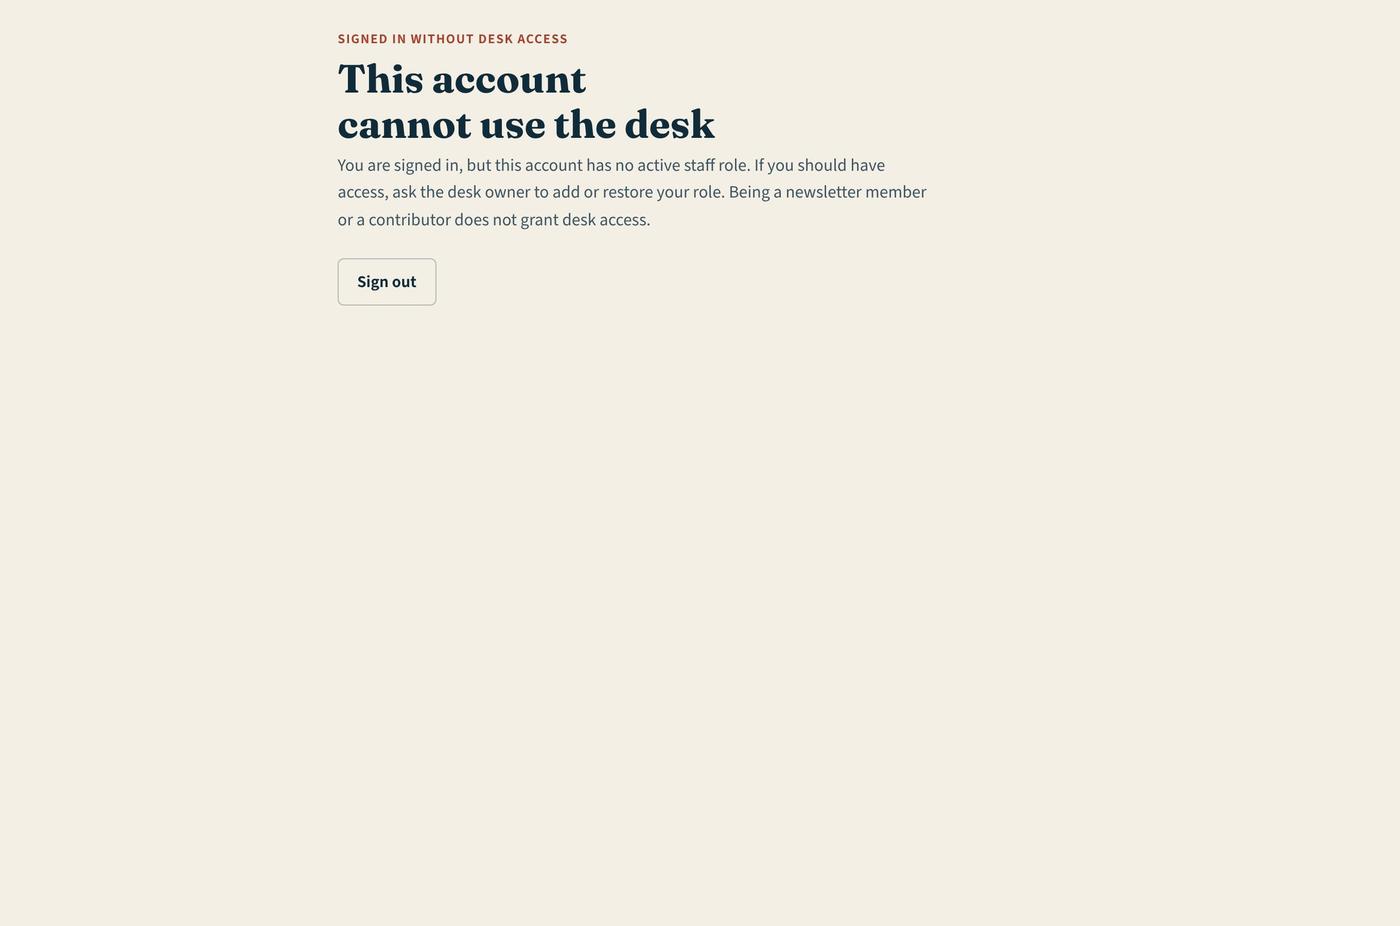 SIGNED IN WITHOUT DESK ACCESS
This account
cannot use the desk
You are signed in, but this account has no active staff role. If you should have
access, ask the desk owner to add or restore your role. Being a newsletter member
or a contributor does not grant desk access.
Sign out